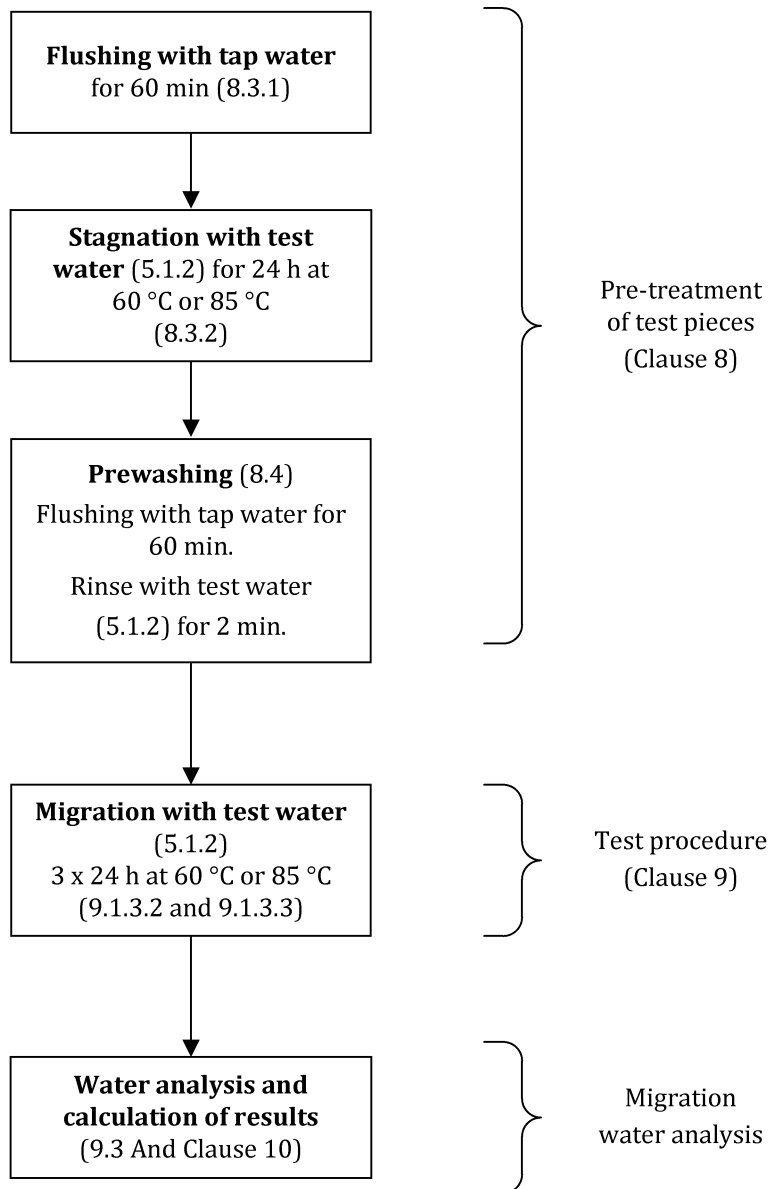 Flushing with tap water
for 60 min (8.3.1)
Stagnation with test
water (5.1.2) for 24 h at
60 °C or 85 °C
(8.3.2)
Prewashing (8.4)
Flushing with tap water for
60 min.
Rinse with test water
(5.1.2) for 2 min.
Pre-treatment
of test pieces
(Clause 8)
Migration with test water
(5.1.2)
3 x 24 h at 60 °C or 85 °C
(9.1.3.2 and 9.1.3.3)
Test procedure
(Clause 9)
Water analysis and
calculation of results
(9.3 And Clause 10)
Migration
water analysis